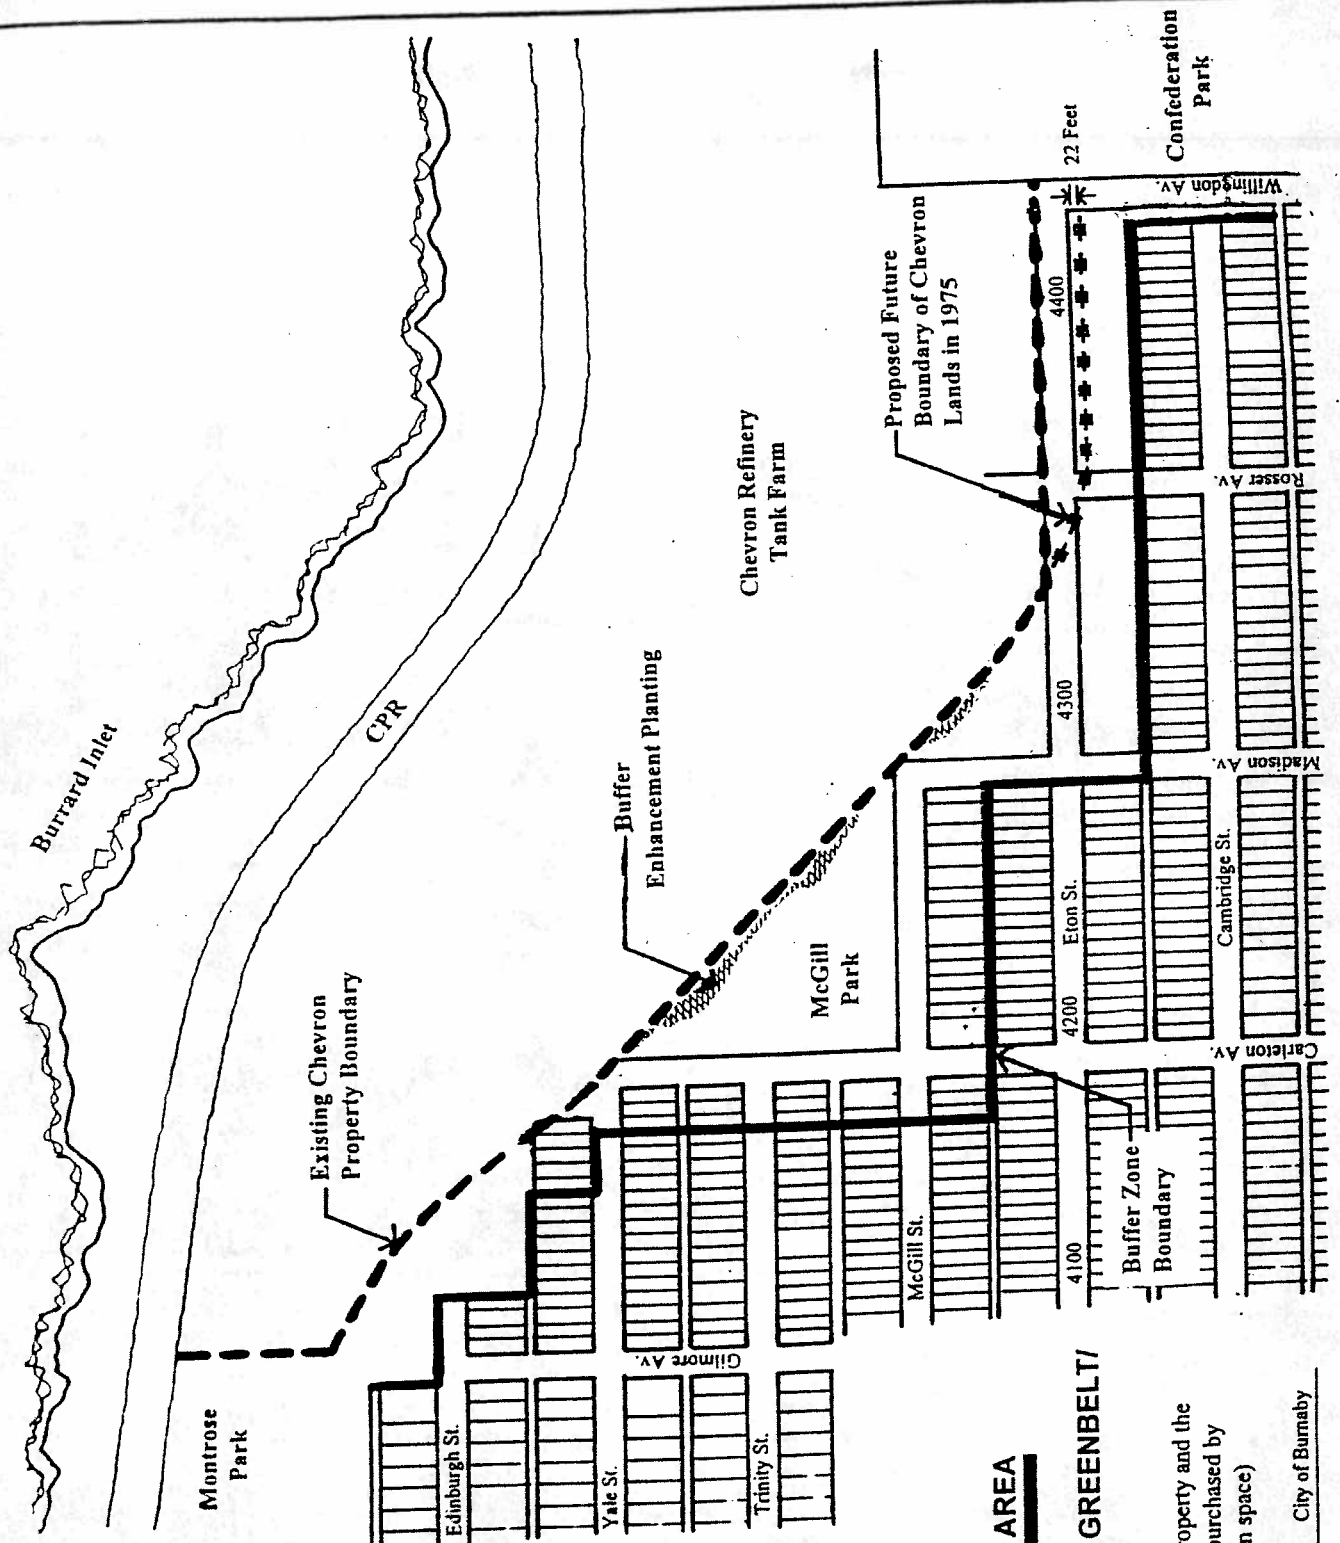 Burrard Inlet
CPR
Confederation
Park
22 Feet
Willingdon Av.
Proposed Future
Boundary of Chevron
Lands in 1975
4400
Chevron Refinery
Tank Farm
Rosser Av.
Buffer
Enhancement Planting
4300
Madison Av.
Existing Chevron
Property Boundary
McGill
Park
Eton St.
Cambridge St.
4200
Carleton Av.
Buffer Zone
Boundary
4100
McGill St.
Gilmore Av.
Montrose
Park
Edinburgh St.
Yale St.
Trinity St.
AREA
GREENBELT/
operty and the
ourchased by
n space)
City of Burnaby